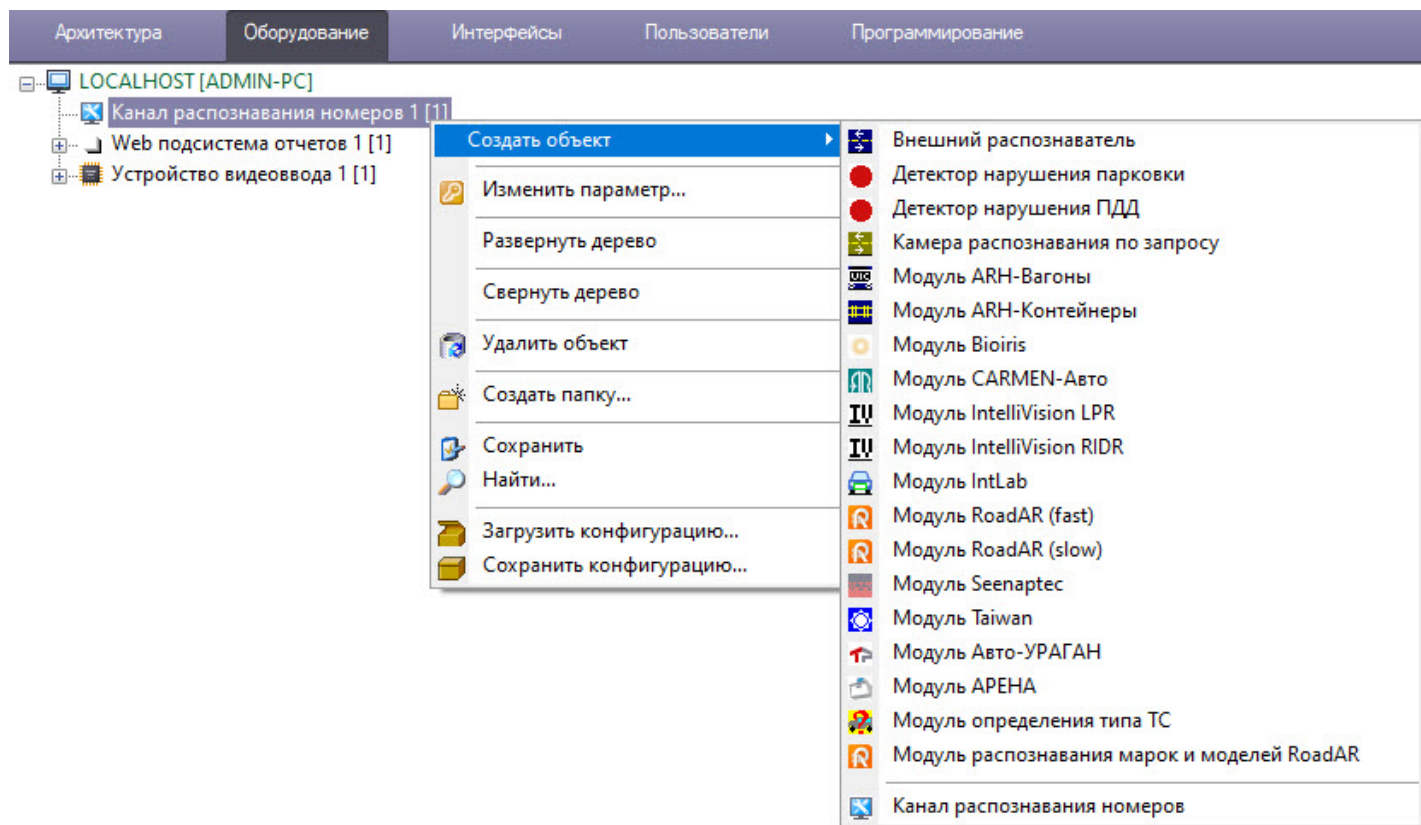 Архитектура Оборудование Интерфейсы Пользователи Программирование
LOCALHOST [ADMIN-PC]
Канал распознавания номеров 1 [1]
Web подсистема отчетов 1 [1]
Устройство видеоввода 1 [1]
Создать объект
Изменить параметр...
Развернуть дерево
Свернуть дерево
Удалить объект
Создать папку...
Сохранить
Найти...
Загрузить конфигурацию...
Сохранить конфигурацию...
Внешний распознаватель
Детектор нарушения парковки
Детектор нарушения ПДД
Камера распознавания по запросу
Модуль ARH-Вагоны
Модуль ARH-Контейнеры
Модуль Bioiris
Модуль CARMEN-Авто
Модуль IntelliVision LPR
Модуль IntelliVision RIDR
Модуль IntLab
Модуль RoadAR (fast)
Модуль RoadAR (slow)
Модуль Seenaptec
Модуль Taiwan
Модуль Авто-УРАГАН
Модуль АРЕНА
Модуль определения типа ТС
Модуль распознавания марок и моделей RoadAR
Канал распознавания номеров